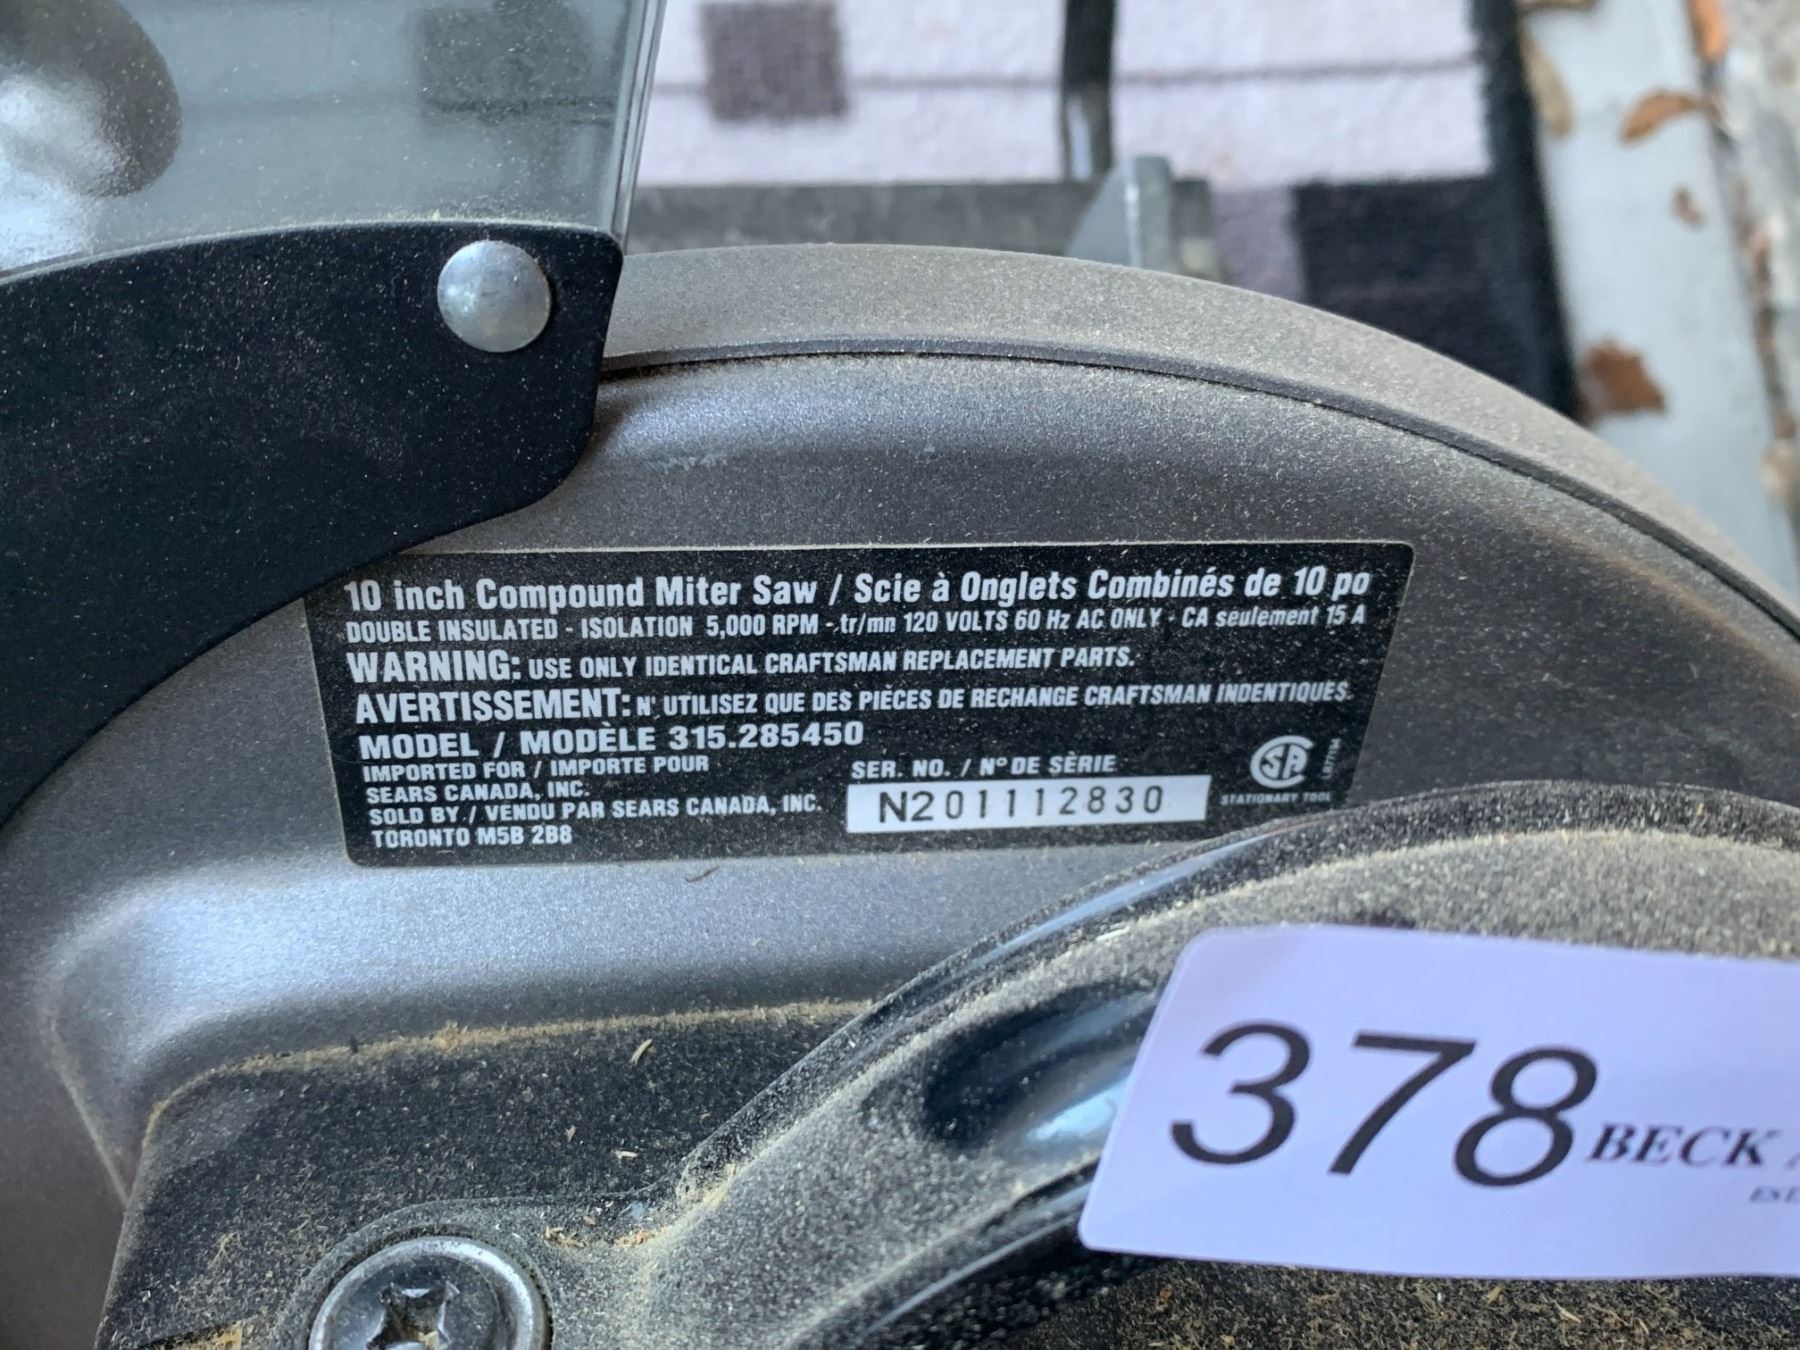 10 inch Compound Miter Saw / Scie à Onglets Combinés de 10 po
DOUBLE INSULATED - ISOLATION 5,000 RPM - tr/mn 120 VOLTS 60 Hz AC ONLY - CA seulement 15 A
WARNING: USE ONLY IDENTICAL CRAFTSMAN REPLACEMENT PARTS.
AVERTISSEMENT: N' UTILISEZ QUE DES PIÉCES DE RECHANGE CRAFTSMAN INDENTIQUES.
MODEL / MODÈLE 315.285450
IMPORTED FOR / IMPORTE POUR
SEARS CANADA, INC.
SOLD BY / VENDU PAR SEARS CANADA, INC.
TORONTO M5B 2B8
SER. NO. / N° DE SÈRIE
N201112830
SA
STATIONARY TOOL
378 BECK